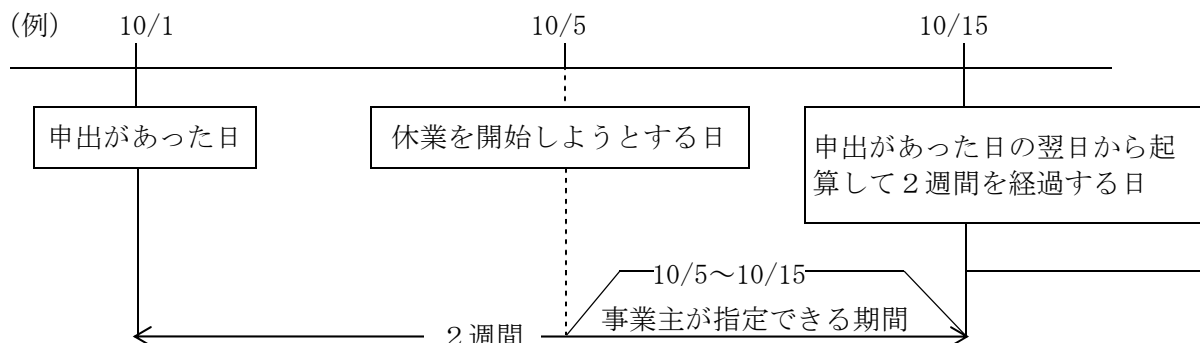 (例) 10/1 10/5 10/15
申出があった日
休業を開始しようとする日
申出があった日の翌日から起
算して２週間を経過する日
10/5～10/15
事業主が指定できる期間
２週間